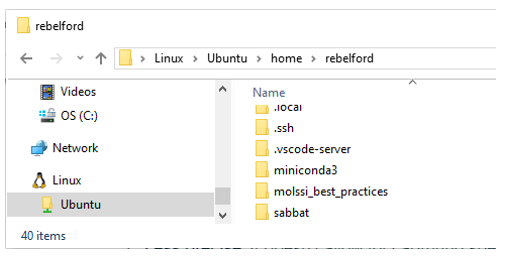 rebelford
Linux > Ubuntu > home > rebelford
Videos
OS (C:)
Network
Linux
Ubuntu
Name
.local
.ssh
.vscode-server
miniconda3
molssi_best_practices
sabbat
40 items